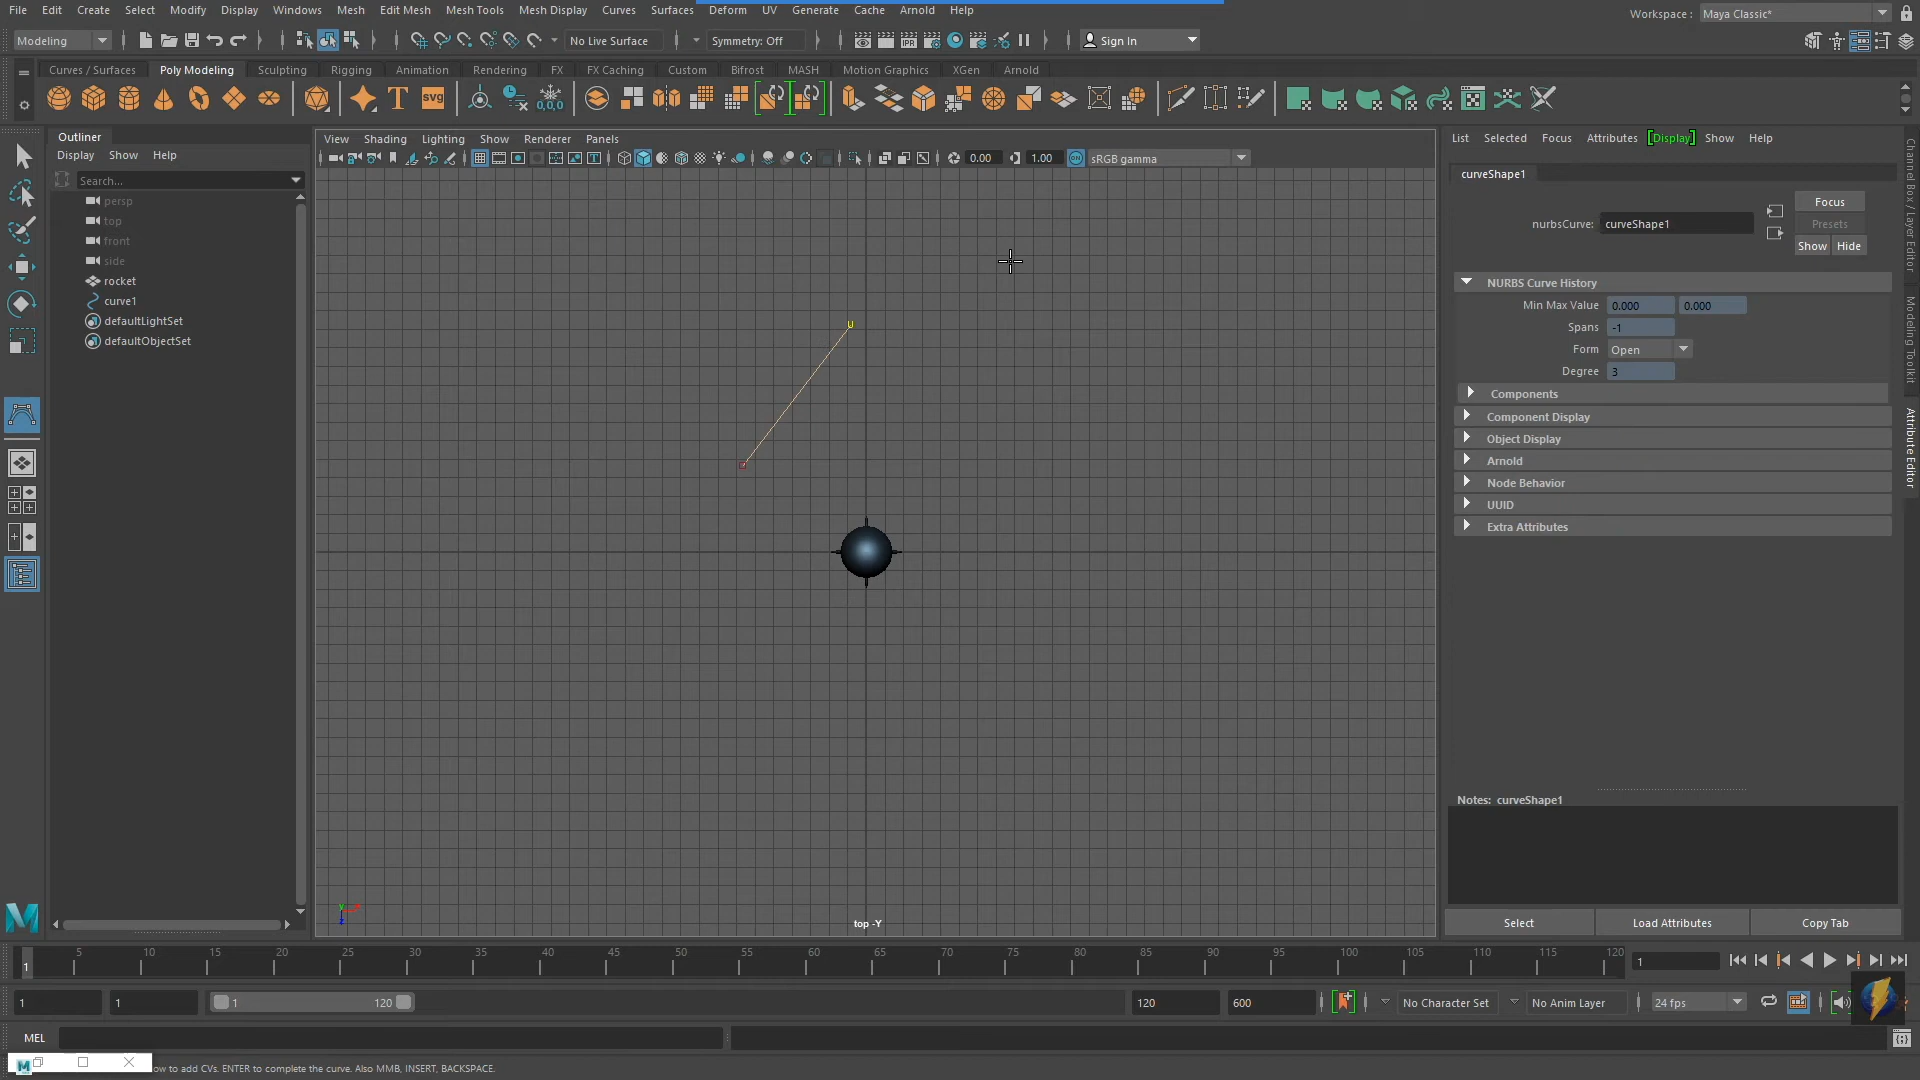 File Edit Create Select Modify Display Windows Mesh Edit Mesh Mesh Tools Mesh Display Curves Surfaces Deform UV Generate Cache Arnold Help
Workspace : Maya Classic*
Modeling No Live Surface Symmetry: Off IPR Sign In
Curves / Surfaces Poly Modeling Sculpting Rigging Animation Rendering FX FX Caching Custom Bifrost MASH Motion Graphics XGen Arnold
T SVG 0,0,0
Outliner
Display Show Help
Search...
persp
top
front
side
rocket
curve1
defaultLightSet
defaultObjectSet
View Shading Lighting Show Renderer Panels
0.00 1.00 ON sRGB gamma
U
top -Y
List Selected Focus Attributes [Display] Show Help
curveShape1
Focus
nurbsCurve: curveShape1
Presets
Show Hide
NURBS Curve History
Min Max Value 0.000 0.000
Spans -1
Form Open
Degree 3
Components
Component Display
Object Display
Arnold
Node Behavior
UUID
Extra Attributes
Notes: curveShape1
Select Load Attributes Copy Tab
Channel Box / Layer Editor
Modeling Toolkit
Attribute Editor
1 5 10 15 20 25 30 35 40 45 50 55 60 65 70 75 80 85 90 95 100 105 110 115 120 1
1 1 1 120 120 600 No Character Set No Anim Layer 24 fps
MEL
ow to add CVs. ENTER to complete the curve. Also MMB, INSERT, BACKSPACE.